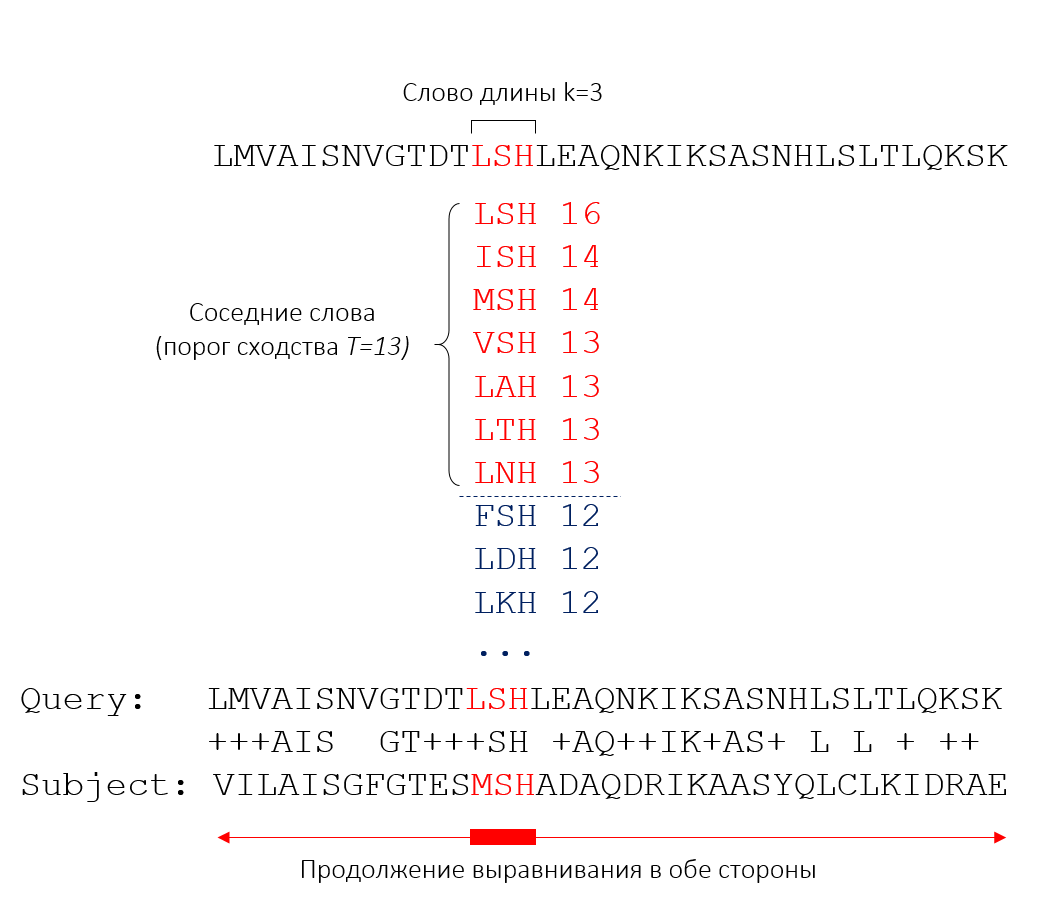 Слово длины k=3
LMVAISNVGTDTLSHLEAQNKIKSASNHLSLTLQKSK
LSH 16
ISH 14
MSH 14
VSH 13
LAH 13
LTH 13
LNH 13
Соседние слова
(порог сходства T=13)
FSH 12
LDH 12
LKH 12
...
Query: LMVAISNVGTDTLSHLEAQNKIKSASNHLSLTLQKSK
+++AIS  GT+++SH +AQ++IK+AS+ L L + ++
Subject: VILAISGFGTESMSHADAQDRIKAASYQLCLKIDRAE
Продолжение выравнивания в обе стороны